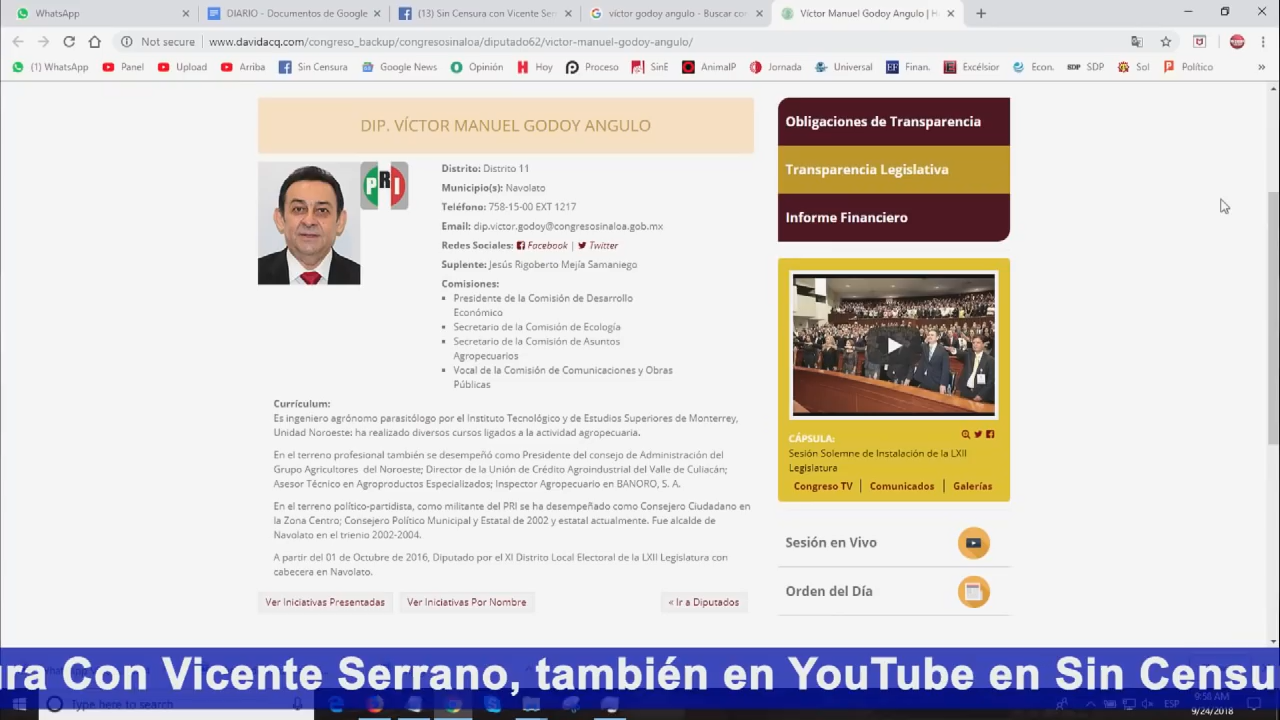 WhatsApp
DIARIO - Documentos de Google
(13) Sin Censura con Vicente Ser
víctor godoy angulo - Buscar co
Víctor Manuel Godoy Angulo | H
Not secure
www.davidacq.com/congreso_backup/congresosinaloa/diputado62/victor-manuel-godoy-angulo/
(1) WhatsApp
Panel
Upload
Arriba
Sin Censura
Google News
Opinión
Hoy
Proceso
SinE
AnimalP
Jornada
Universal
Finan.
Excélsior
Econ.
SDP
Sol
Político
DIP. VÍCTOR MANUEL GODOY ANGULO
PRI
Distrito: Distrito 11
Municipio(s): Navolato
Teléfono: 758-15-00 EXT 1217
Email: dip.victor.godoy@congresosinaloa.gob.mx
Redes Sociales: Facebook | Twitter
Suplente: Jesús Rigoberto Mejía Samaniego
Comisiones:
Presidente de la Comisión de Desarrollo
Económico
Secretario de la Comisión de Ecología
Secretario de la Comisión de Asuntos
Agropecuarios
Vocal de la Comisión de Comunicaciones y Obras
Públicas
Currículum:
Es ingeniero agrónomo parasitólogo por el Instituto Tecnológico y de Estudios Superiores de Monterrey,
Unidad Noroeste: ha realizado diversos cursos ligados a la actividad agropecuaria.
En el terreno profesional también se desempeñó como Presidente del consejo de Administración del
Grupo Agricultores del Noroeste; Director de la Unión de Crédito Agroindustrial del Valle de Culiacán;
Asesor Técnico en Agroproductos Especializados; Inspector Agropecuario en BANORO, S. A.
En el terreno político-partidista, como militante del PRI se ha desempeñado como Consejero Ciudadano en
la Zona Centro; Consejero Político Municipal y Estatal de 2002 y estatal actualmente. Fue alcalde de
Navolato en el trienio 2002-2004.
A partir del 01 de Octubre de 2016, Diputado por el XI Distrito Local Electoral de la LXII Legislatura con
cabecera en Navolato.
Ver Iniciativas Presentadas
Ver Iniciativas Por Nombre
« Ir a Diputados
Obligaciones de Transparencia
Transparencia Legislativa
Informe Financiero
CÁPSULA:
Sesión Solemne de Instalación de la LXII
Legislatura
Congreso TV | Comunicados | Galerías
Sesión en Vivo
Orden del Día
ura Con Vicente Serrano, también en YouTube en Sin Censu
Type here to search
ESP
9:58 AM
9/24/2018